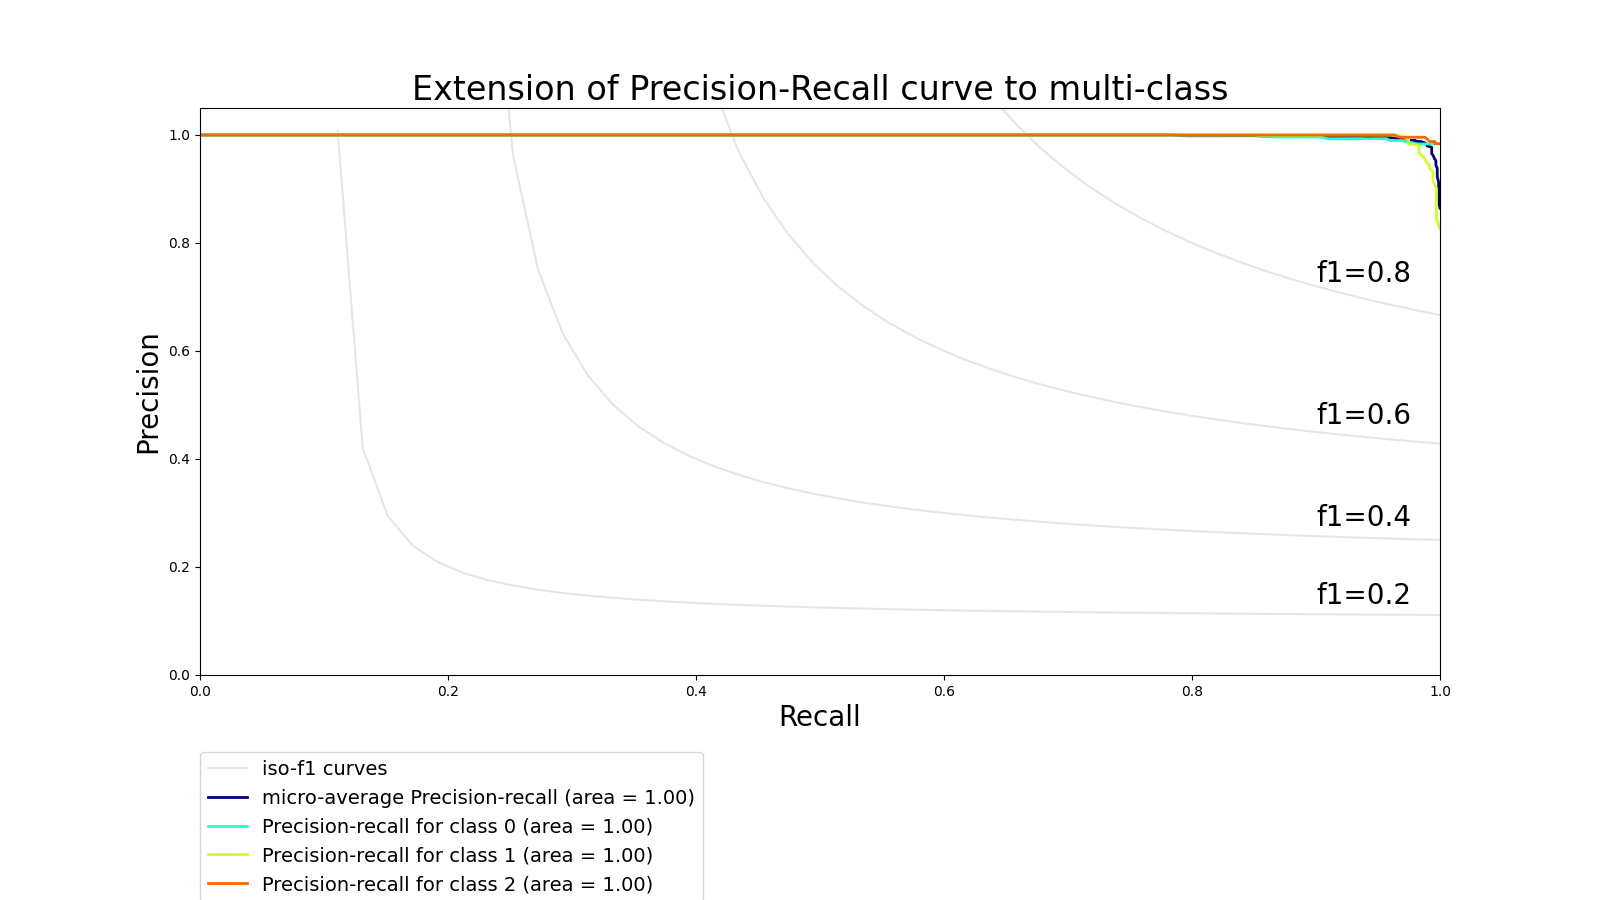 Extension of Precision-Recall curve to multi-class
1.0
0.8
0.6
0.4
0.2
0.0
Precision
f1=0.8
f1=0.6
f1=0.4
f1=0.2
0.0 0.2 0.4 0.6 0.8 1.0
Recall
iso-f1 curves
micro-average Precision-recall (area = 1.00)
Precision-recall for class 0 (area = 1.00)
Precision-recall for class 1 (area = 1.00)
Precision-recall for class 2 (area = 1.00)